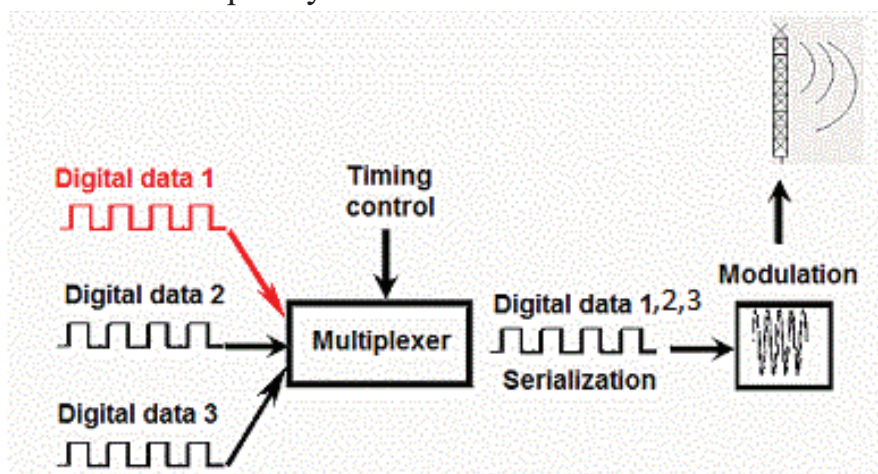 Digital data 1
Timing
control
Digital data 2
Modulation
Digital data 1,2,3
Multiplexer
Serialization
Digital data 3